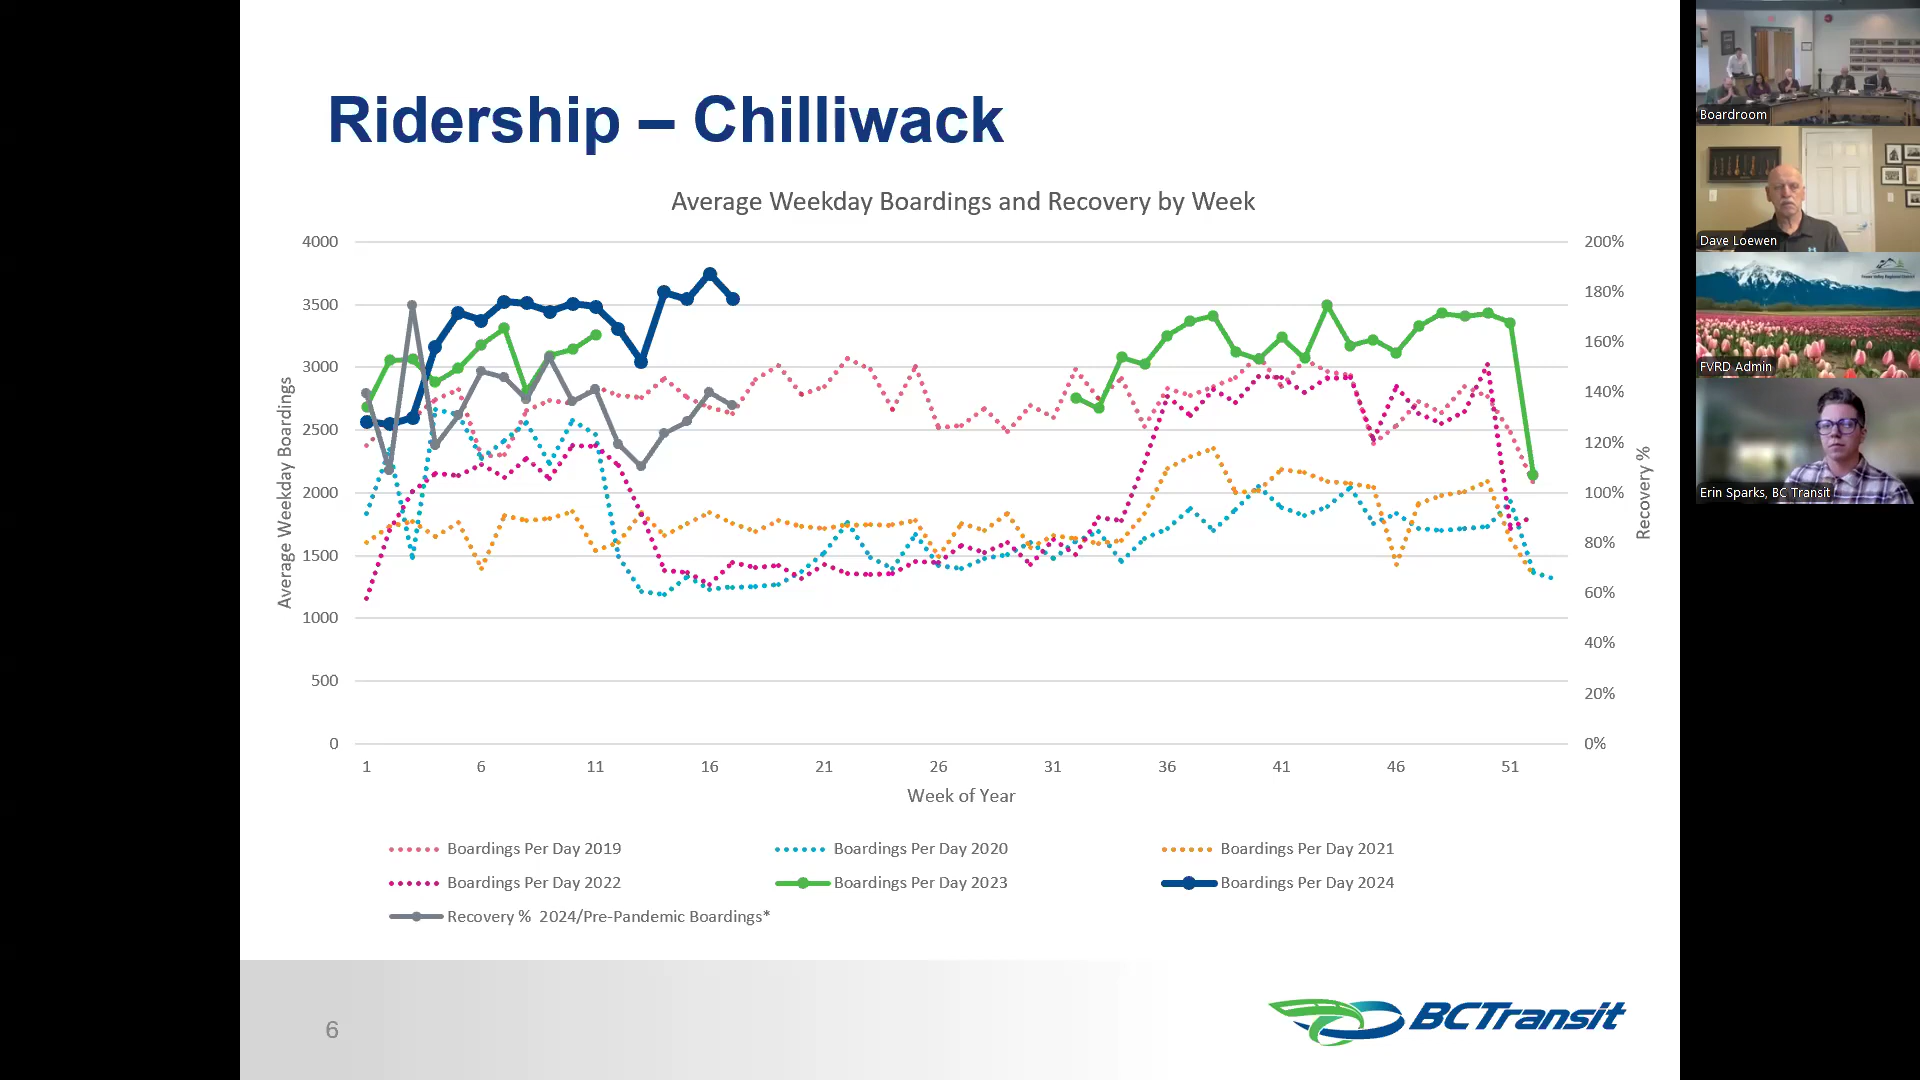 Ridership – Chilliwack
Average Weekday Boardings and Recovery by Week
4000
3500
3000
2500
2000
1500
1000
500
0
Average Weekday Boardings
200%
180%
160%
140%
120%
100%
80%
60%
40%
20%
0%
Recovery %
1 6 11 16 21 26 31 36 41 46 51
Week of Year
Boardings Per Day 2019 Boardings Per Day 2020 Boardings Per Day 2021
Boardings Per Day 2022 Boardings Per Day 2023 Boardings Per Day 2024
Recovery % 2024/Pre-Pandemic Boardings*
6
BCTransit
Boardroom
Dave Loewen
FVRD Admin
Erin Sparks, BC Transit